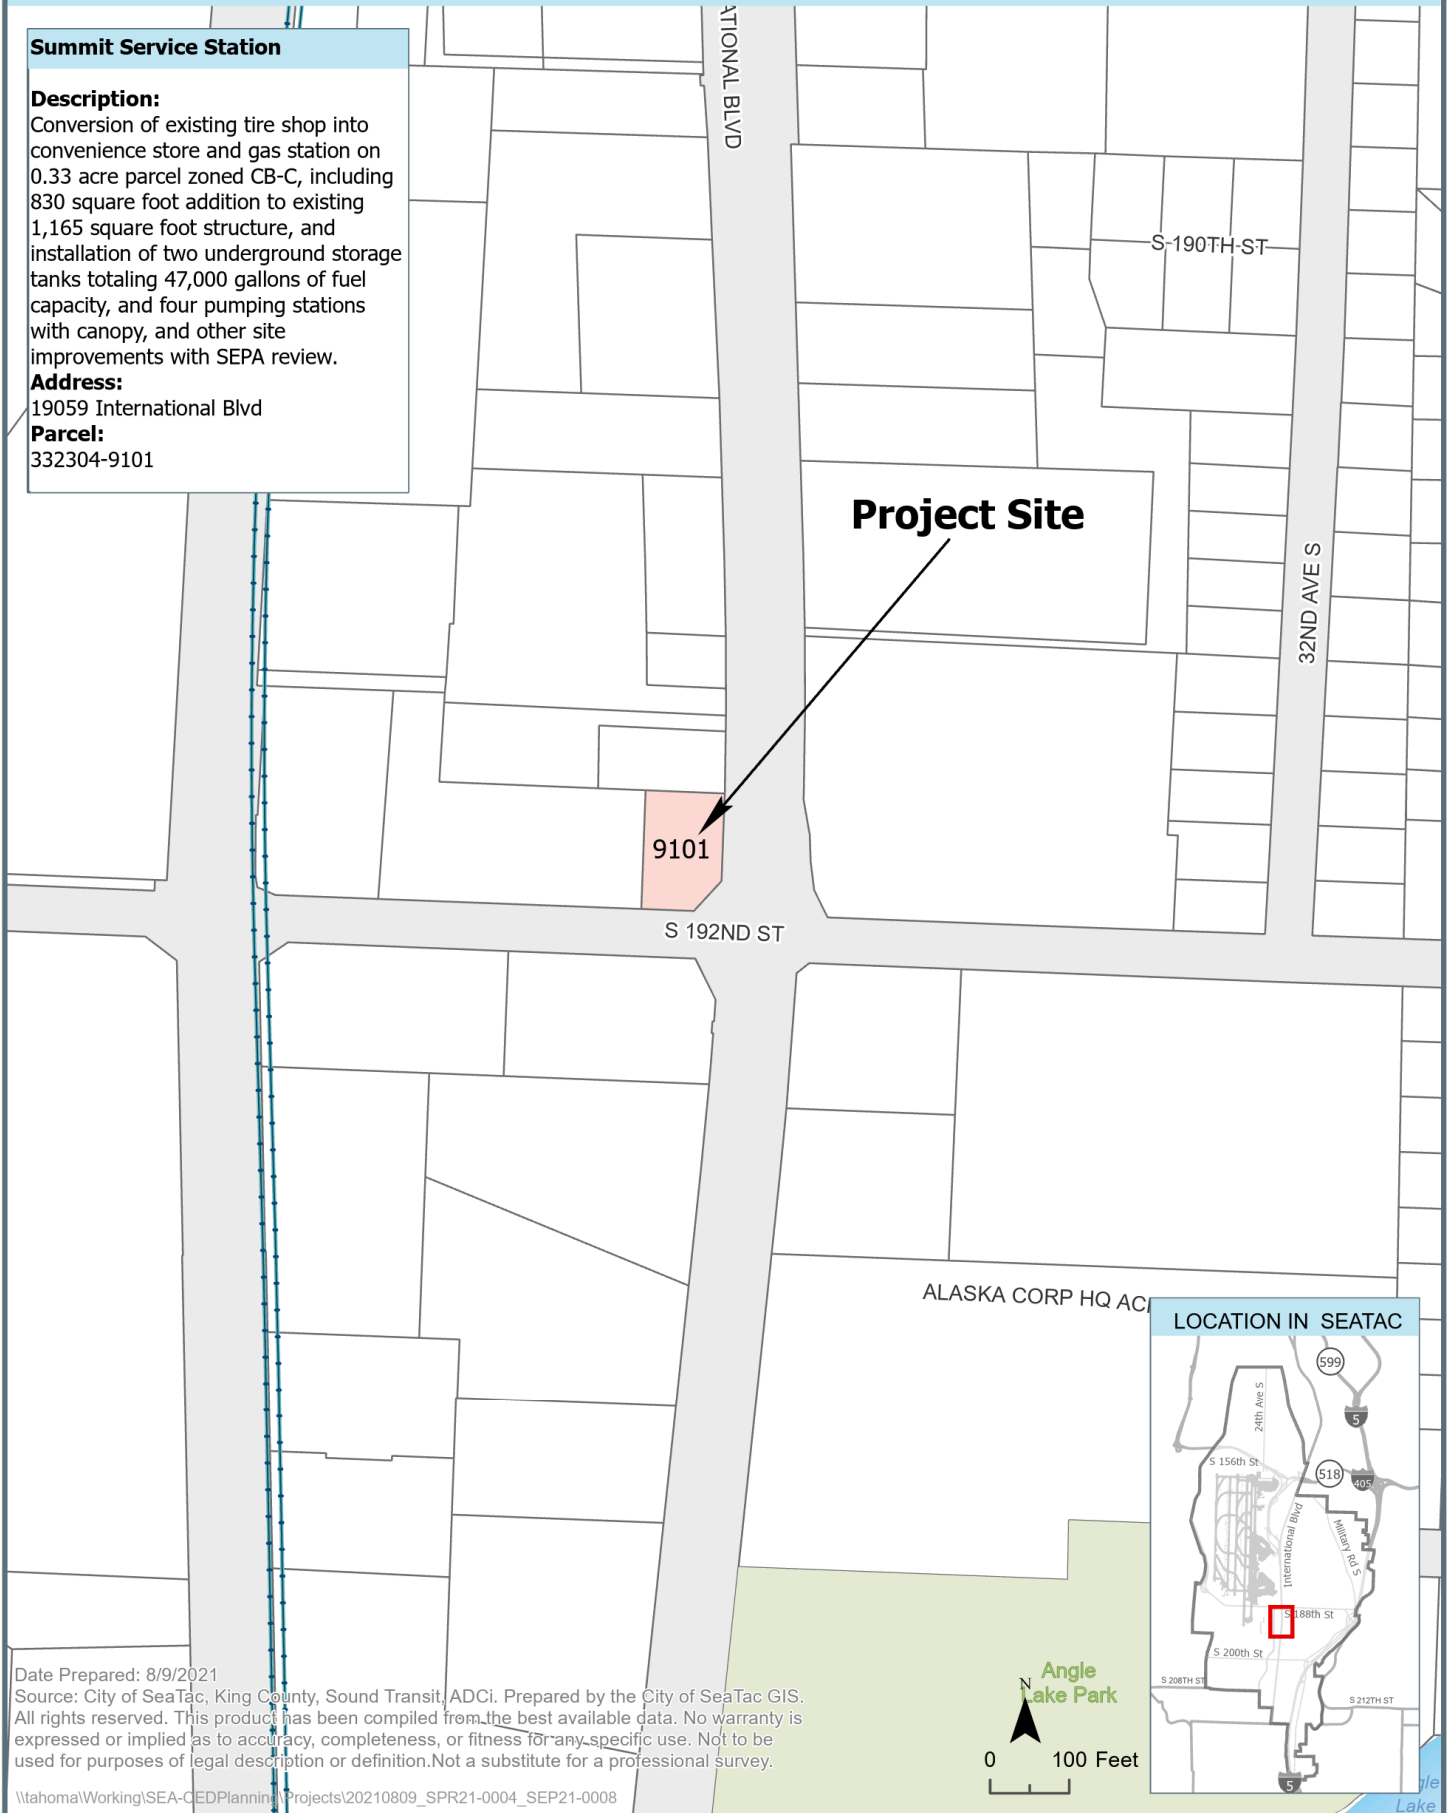 Summit Service Station
Description:
Conversion of existing tire shop into
convenience store and gas station on
0.33 acre parcel zoned CB-C, including
830 square foot addition to existing
1,165 square foot structure, and
installation of two underground storage
tanks totaling 47,000 gallons of fuel
capacity, and four pumping stations
with canopy, and other site
improvements with SEPA review.
Address:
19059 International Blvd
Parcel:
332304-9101
ATIONAL BLVD
S 190TH ST
Project Site
32ND AVE S
9101
S 192ND ST
ALASKA CORP HQ ACI
LOCATION IN SEATAC
599
24th Ave S
5
S 156th St
518
405
International Blvd
Military Rd S
S 188th St
S 200th St
S 208TH ST
S 212TH ST
5
Angle
Lake Park
N
0 100 Feet
gle
Lake
Date Prepared: 8/9/2021
Source: City of SeaTac, King County, Sound Transit, ADCi. Prepared by the City of SeaTac GIS.
All rights reserved. This product has been compiled from the best available data. No warranty is
expressed or implied as to accuracy, completeness, or fitness for any specific use. Not to be
used for purposes of legal description or definition.Not a substitute for a professional survey.
\\tahoma\Working\SEA-CEDPlanning\Projects\20210809_SPR21-0004_SEP21-0008